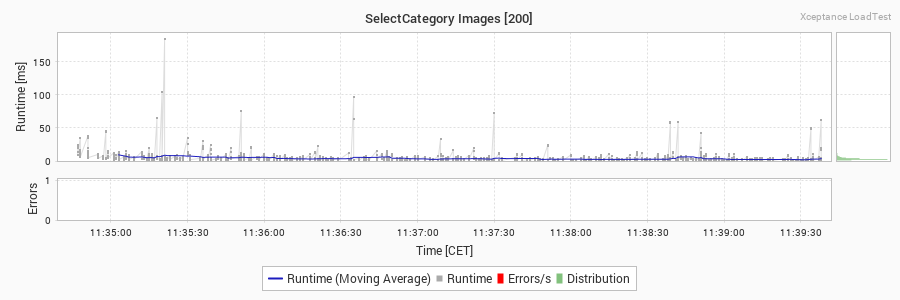 SelectCategory Images [200]
Xceptance LoadTest
Runtime [ms]
150
100
50
0
Errors
1
0
11:35:00 11:35:30 11:36:00 11:36:30 11:37:00 11:37:30 11:38:00 11:38:30 11:39:00 11:39:30
Time [CET]
Runtime (Moving Average) Runtime Errors/s Distribution